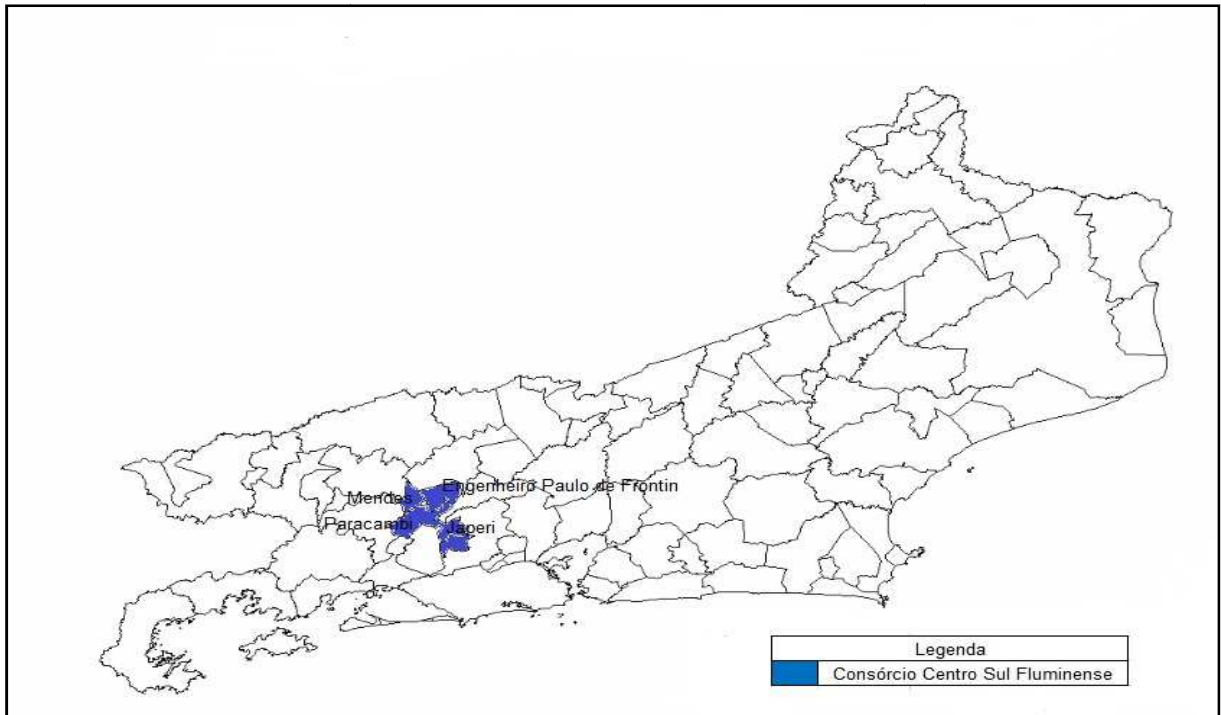 Engenheiro Paulo de Frontin
Mendes
Paracambi
Japeri
Legenda
Consórcio Centro Sul Fluminense